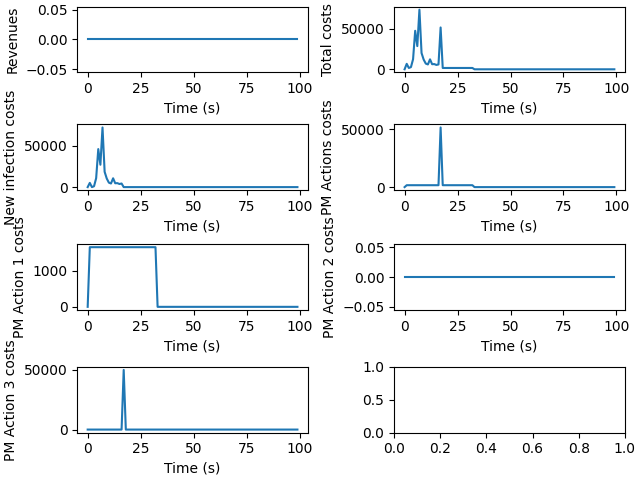 Revenues
0.05
0.00
−0.05
0 25 50 75 100
Time (s)
Total costs
50000
0
0 25 50 75 100
Time (s)
New infection costs
50000
0
0 25 50 75 100
Time (s)
PM Actions costs
50000
0
0 25 50 75 100
Time (s)
PM Action 1 costs
1000
0
0 25 50 75 100
Time (s)
PM Action 2 costs
0.05
0.00
−0.05
0 25 50 75 100
Time (s)
PM Action 3 costs
50000
0
0 25 50 75 100
Time (s)
1.0
0.5
0.0
0.0 0.2 0.4 0.6 0.8 1.0